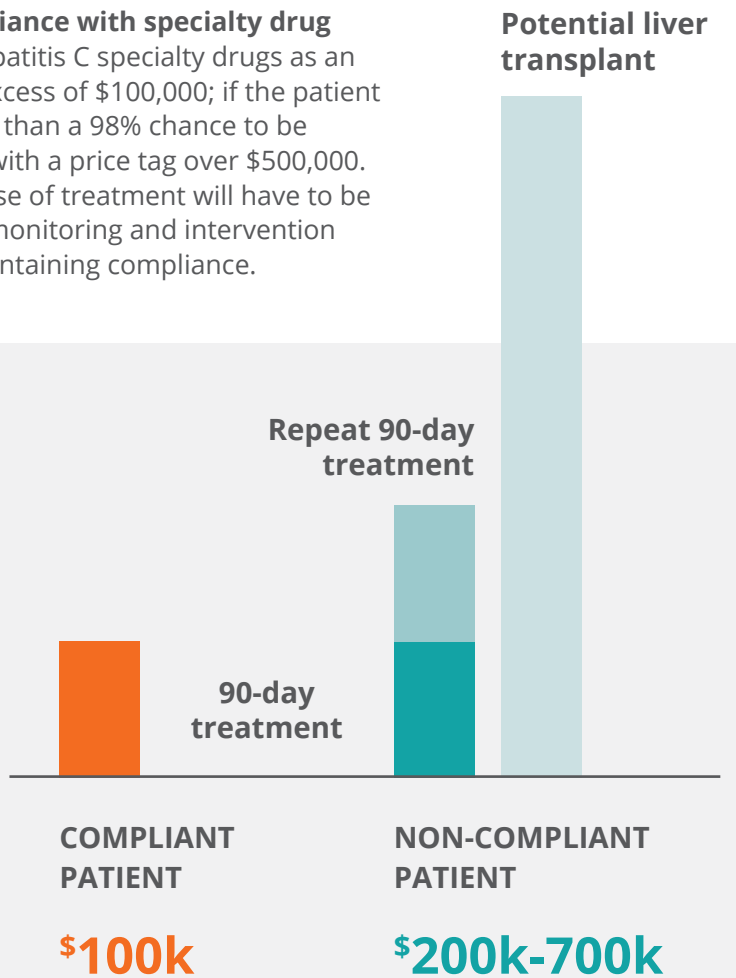 liance with specialty drug
patitis C specialty drugs as an
xcess of $100,000; if the patient
than a 98% chance to be
with a price tag over $500,000.
se of treatment will have to be
monitoring and intervention
ntaining compliance.
Potential liver
transplant
Repeat 90-day
treatment
90-day
treatment
COMPLIANT
PATIENT
$100k
NON-COMPLIANT
PATIENT
$200k-700k